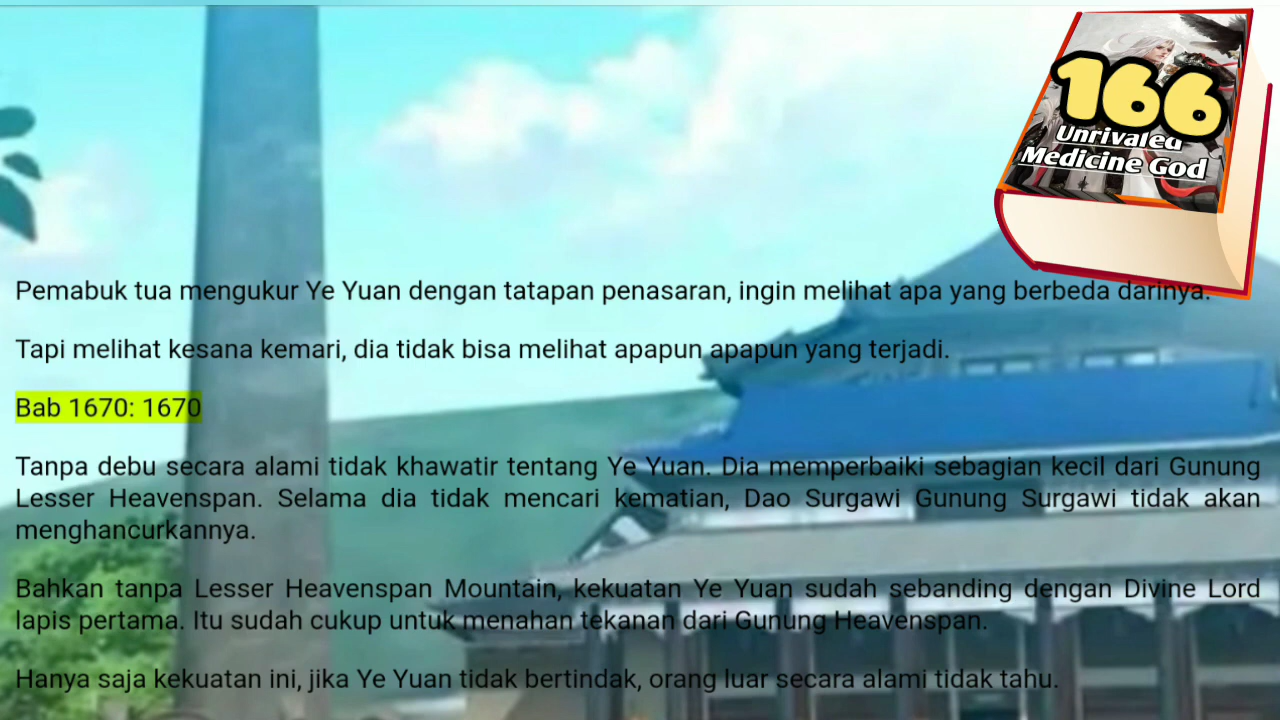 166
Unrivaled
Medicine God
Pemabuk tua mengukur Ye Yuan dengan tatapan penasaran, ingin melihat apa yang berbeda darinya.
Tapi melihat kesana kemari, dia tidak bisa melihat apapun apapun yang terjadi.
Bab 1670: 1670
Tanpa debu secara alami tidak khawatir tentang Ye Yuan. Dia memperbaiki sebagian kecil dari Gunung
Lesser Heavenspan. Selama dia tidak mencari kematian, Dao Surgawi Gunung Surgawi tidak akan
menghancurkannya.
Bahkan tanpa Lesser Heavenspan Mountain, kekuatan Ye Yuan sudah sebanding dengan Divine Lord
lapis pertama. Itu sudah cukup untuk menahan tekanan dari Gunung Heavenspan.
Hanya saja kekuatan ini, jika Ye Yuan tidak bertindak, orang luar secara alami tidak tahu.